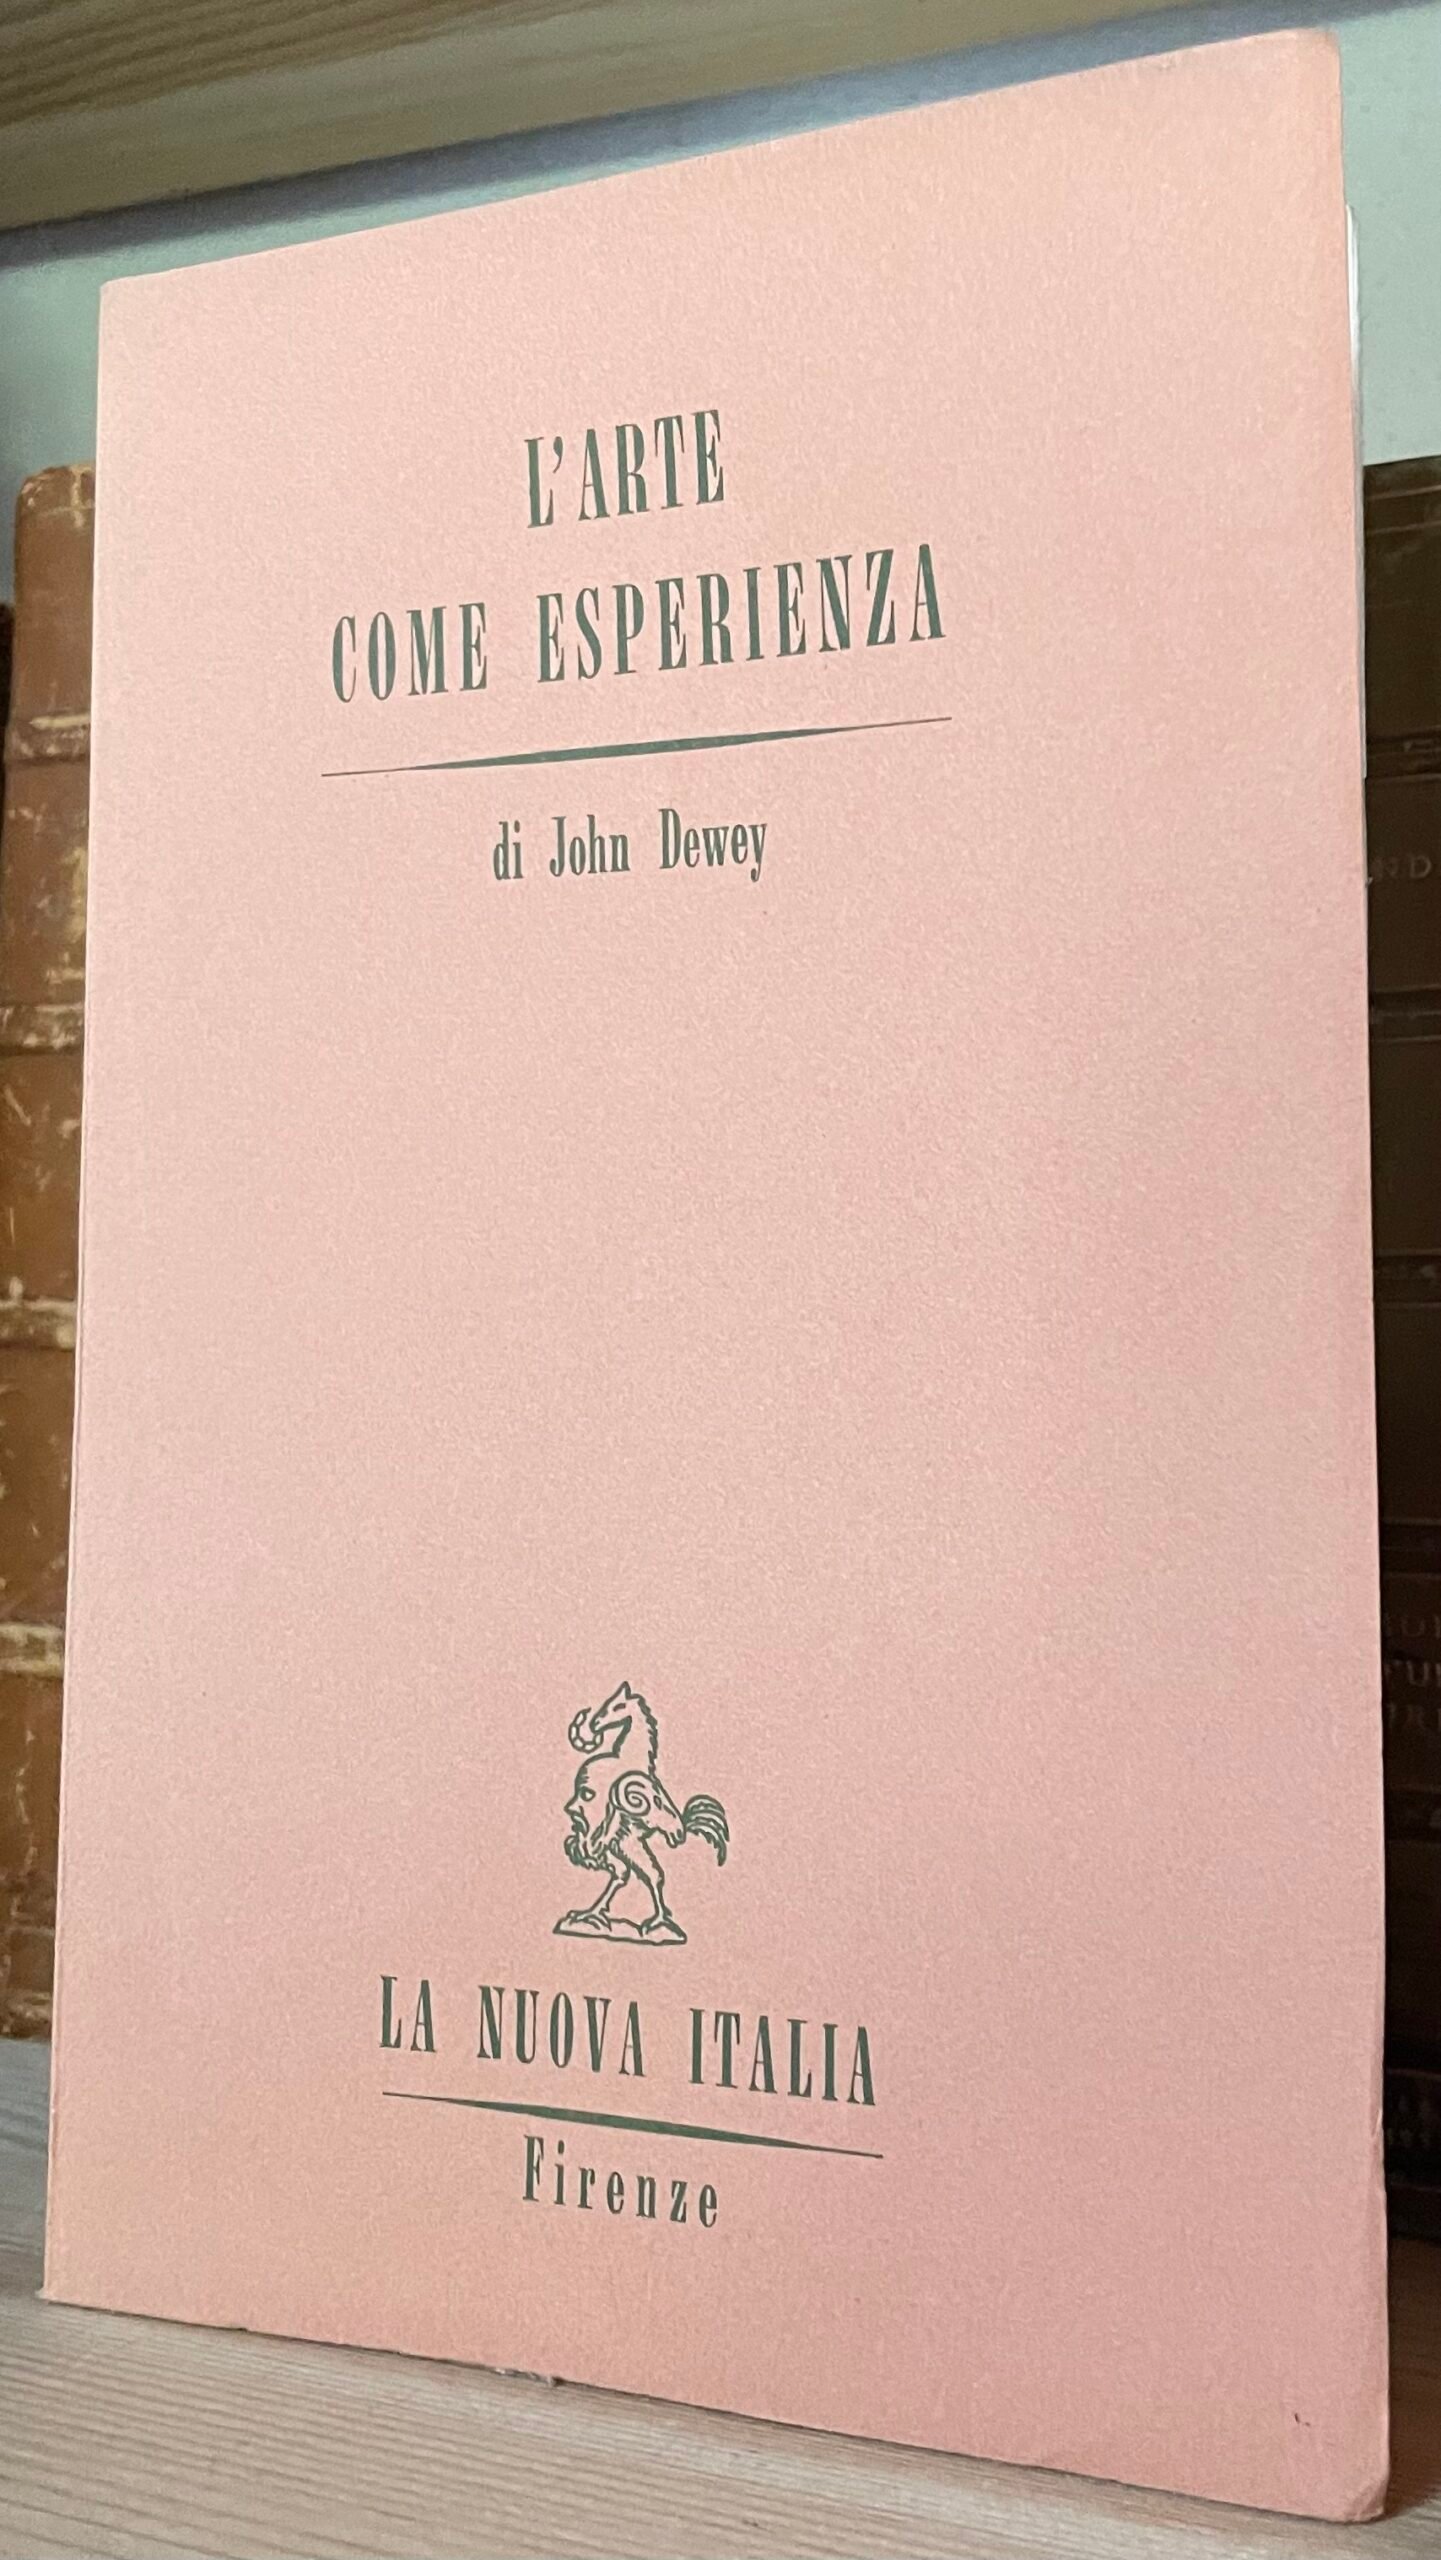 L'ARTE
COME ESPERIENZA
di John Dewey
LA NUOVA ITALIA
Firenze